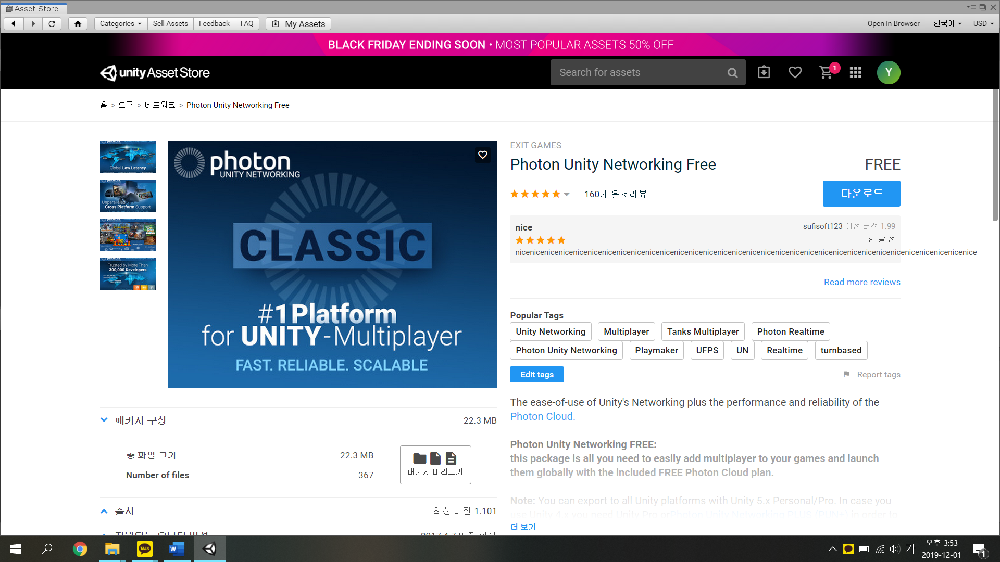 Asset Store
Categories
Sell Assets
Feedback
FAQ
My Assets
Open in Browser
한국어
USD
BLACK FRIDAY ENDING SOON • MOST POPULAR ASSETS 50% OFF
unity Asset Store
Search for assets
1
Y
홈 > 도구 > 네트워크 > Photon Unity Networking Free
Global Low Latency
Unparalleled
Cross Platform Support
Trusted by More Than
300,000 Developers
photon
UNITY NETWORKING
CLASSIC
#1 Platform
for UNITY - Multiplayer
FAST. RELIABLE. SCALABLE
EXIT GAMES
Photon Unity Networking Free
FREE
160개 유저리뷰
다운로드
nice
sufisoft123 이전 버전 1.99
한 달 전
nicenicenicenicenicenicenicenicenicenicenicenicenicenicenicenicenicenicenicenicenicenicenicenicenicenicenicenicenicenicenicenice
Read more reviews
Popular Tags
Unity Networking
Multiplayer
Tanks Multiplayer
Photon Realtime
Photon Unity Networking
Playmaker
UFPS
UN
Realtime
turnbased
Edit tags
Report tags
The ease-of-use of Unity's Networking plus the performance and reliability of the
Photon Cloud.
Photon Unity Networking FREE:
this package is all you need to easily add multiplayer to your games and launch
them globally with the included FREE Photon Cloud plan.
Note: You can export to all Unity platforms with Unity 5.x Personal/Pro. In case you
use Unity 4.x you need Unity Pro orPhoton Unity Networking PLUS (PUN+) in order to
더 보기
패키지 구성
22.3 MB
총 파일 크기
22.3 MB
Number of files
367
패키지 미리보기
출시
최신 버전 1.101
지원되는 유니티 버전
2017.4.7 버전 이상
TALK
W
가
오후 3:53
2019-12-01
1